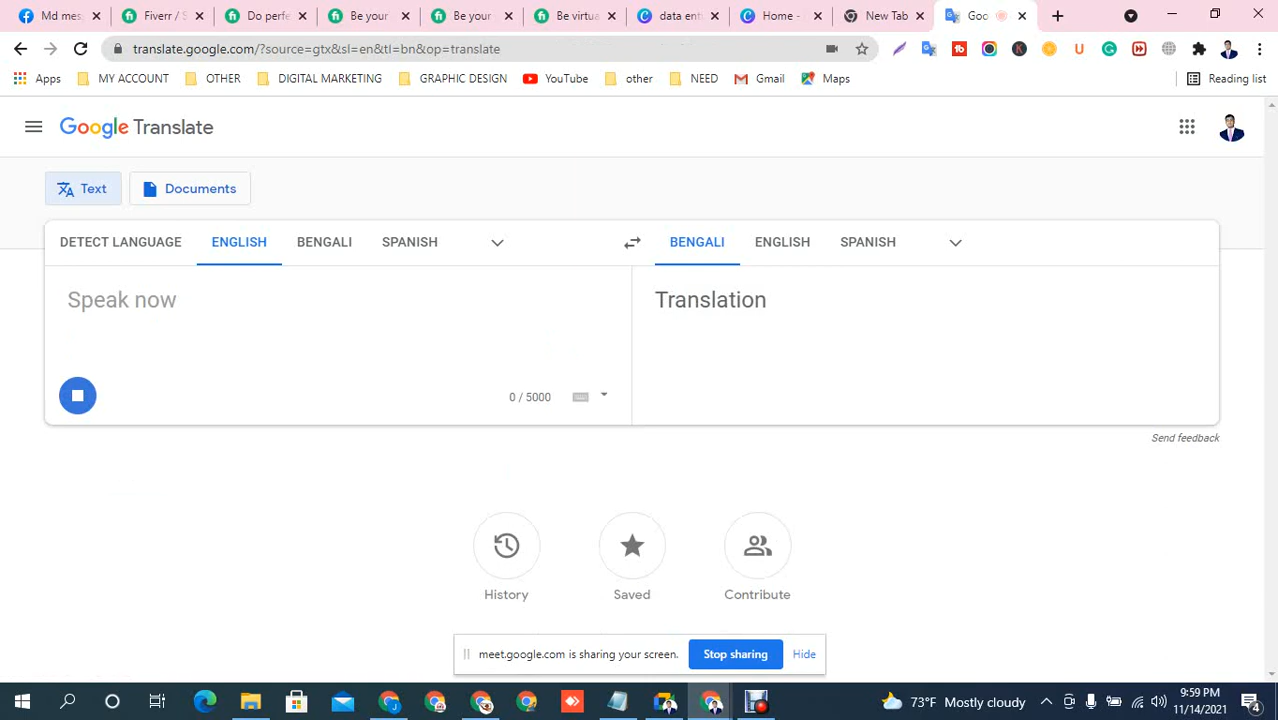 Md mess
Fiverr / S
Do perfe
Be your
Be your
Be virtua
data ent
Home -
New Tab
Goo
translate.google.com/?source=gtx&sl=en&tl=bn&op=translate
Apps MY ACCOUNT OTHER DIGITAL MARKETING GRAPHIC DESIGN YouTube other NEED Gmail Maps Reading list
Google Translate
Text Documents
DETECT LANGUAGE ENGLISH BENGALI SPANISH BENGALI ENGLISH SPANISH
Speak now Translation
0 / 5000
Send feedback
History Saved Contribute
meet.google.com is sharing your screen. Stop sharing Hide
73°F Mostly cloudy
9:59 PM
11/14/2021
4